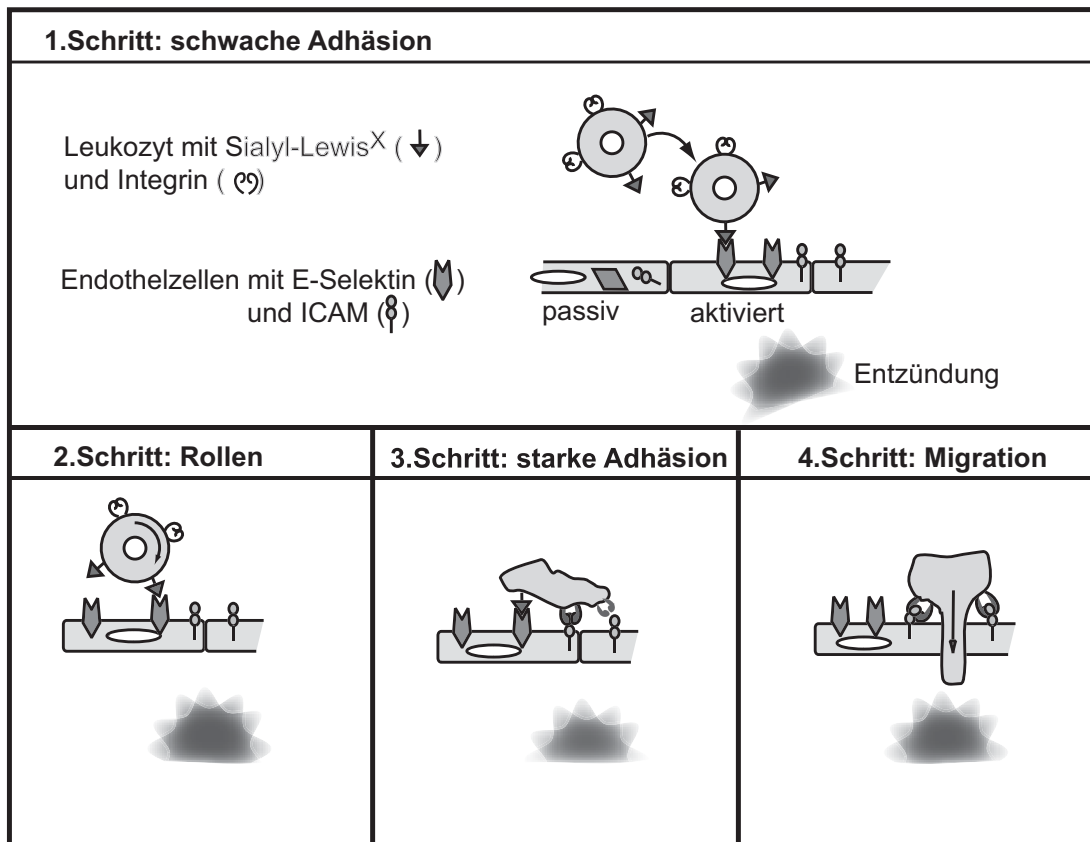 1.Schritt: schwache Adhäsion
Leukozyt mit Sialyl-Lewisˣ ( )
und Integrin ( )
Endothelzellen mit E-Selektin ( )
und ICAM ( )
passiv aktiviert
Entzündung
2.Schritt: Rollen
3.Schritt: starke Adhäsion
4.Schritt: Migration